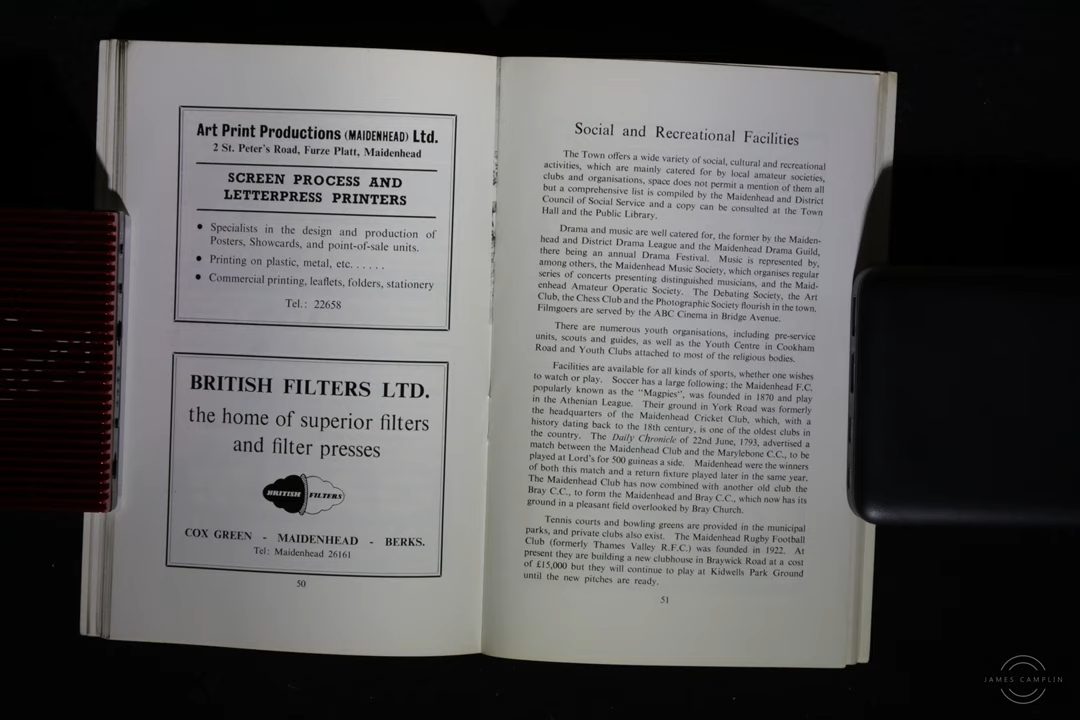 Art Print Productions (MAIDENHEAD) Ltd.
2 St. Peter's Road, Furze Platt, Maidenhead
SCREEN PROCESS AND
LETTERPRESS PRINTERS
• Specialists in the design and production of
Posters, Showcards, and point-of-sale units.
• Printing on plastic, metal, etc. . . . . .
• Commercial printing, leaflets, folders, stationery
Tel.: 22658
BRITISH FILTERS LTD.
the home of superior filters
and filter presses
BRITISH FILTERS
COX GREEN - MAIDENHEAD - BERKS.
Tel: Maidenhead 26161
50
Social and Recreational Facilities
The Town offers a wide variety of social, cultural and recreational
activities, which are mainly catered for by local amateur societies,
clubs and organisations, space does not permit a mention of them all
but a comprehensive list is compiled by the Maidenhead and District
Council of Social Service and a copy can be consulted at the Town
Hall and the Public Library.
Drama and music are well catered for, the former by the Maiden-
head and District Drama League and the Maidenhead Drama Guild,
there being an annual Drama Festival. Music is represented by,
among others, the Maidenhead Music Society, which organises regular
series of concerts presenting distinguished musicians, and the Maid-
enhead Amateur Operatic Society. The Debating Society, the Art
Club, the Chess Club and the Photographic Society flourish in the town.
Filmgoers are served by the ABC Cinema in Bridge Avenue.
There are numerous youth organisations, including pre-service
units, scouts and guides, as well as the Youth Centre in Cookham
Road and Youth Clubs attached to most of the religious bodies.
Facilities are available for all kinds of sports, whether one wishes
to watch or play. Soccer has a large following; the Maidenhead F.C.
popularly known as the "Magpies", was founded in 1870 and play
in the Athenian League. Their ground in York Road was formerly
the headquarters of the Maidenhead Cricket Club, which, with a
history dating back to the 18th century, is one of the oldest clubs in
the country. The Daily Chronicle of 22nd June, 1793, advertised a
match between the Maidenhead Club and the Marylebone C.C., to be
played at Lord's for 500 guineas a side. Maidenhead were the winners
of both this match and a return fixture played later in the same year.
The Maidenhead Club has now combined with another old club the
Bray C.C., to form the Maidenhead and Bray C.C., which now has its
ground in a pleasant field overlooked by Bray Church.
Tennis courts and bowling greens are provided in the municipal
parks, and private clubs also exist. The Maidenhead Rugby Football
Club (formerly Thames Valley R.F.C.) was founded in 1922. At
present they are building a new clubhouse in Braywick Road at a cost
of £15,000 but they will continue to play at Kidwells Park Ground
until the new pitches are ready.
51
JAMES CAMPLIN